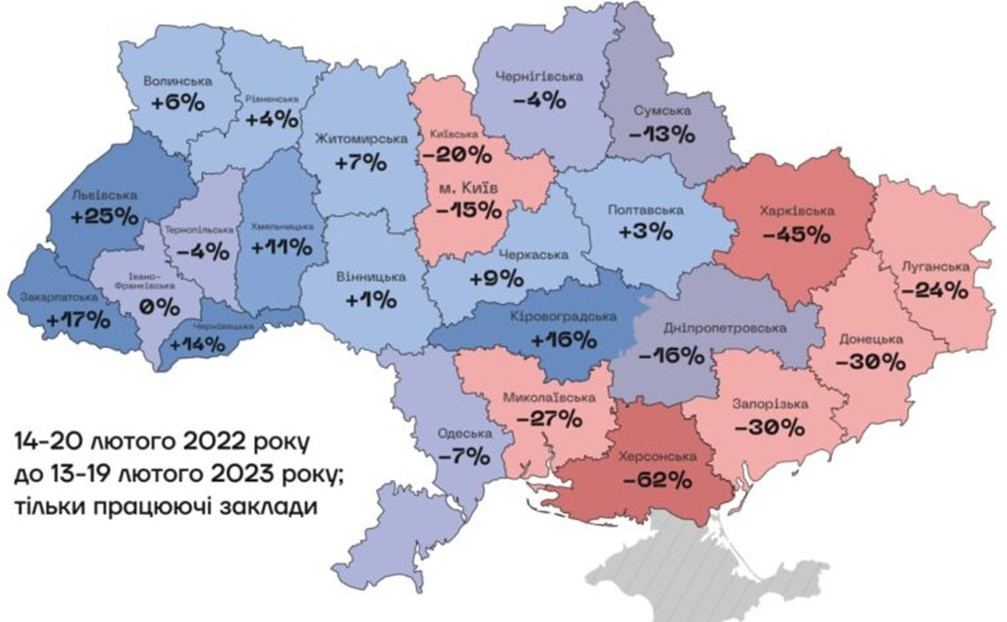 Волинська
+6%
Рівненська
+4%
Житомирська
+7%
Київська
-20%
м. Київ
-15%
Чернігівська
-4%
Сумська
-13%
Львівська
+25%
Тернопільська
-4%
Хмельницька
+11%
Полтавська
+3%
Харківська
-45%
Луганська
-24%
Закарпатська
+17%
Івано-
Франківська
0%
Чернівецька
+14%
Вінницька
+1%
Черкаська
+9%
Кіровоградська
+16%
Дніпропетровська
-16%
Донецька
-30%
Одеська
-7%
Миколаївська
-27%
Запорізька
-30%
Херсонська
-62%
14-20 лютого 2022 року
до 13-19 лютого 2023 року;
тільки працюючі заклади